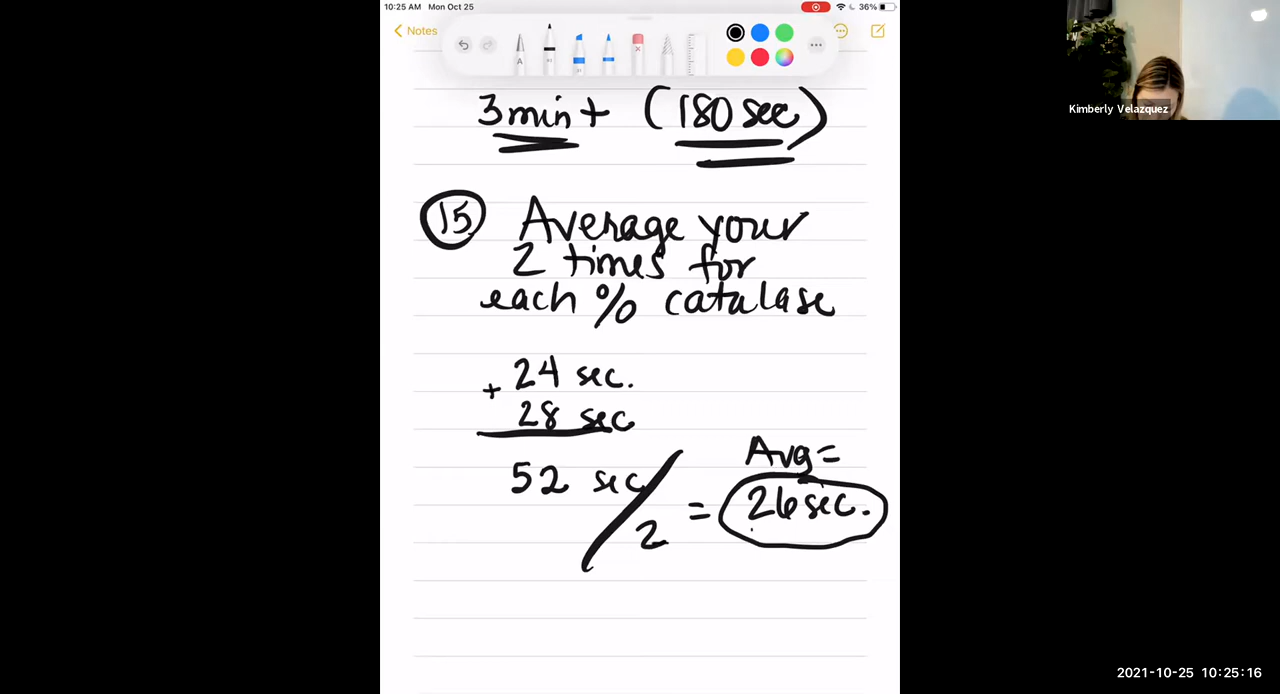 10:25 AM Mon Oct 25
36%
Notes
A
3 min + (180 sec)
15 Average your
2 times for
each % catalase
24 sec.
+ 28 sec
52 sec / 2 = 26 sec.
Avg =
Kimberly Velazquez
2021-10-25 10:25:16